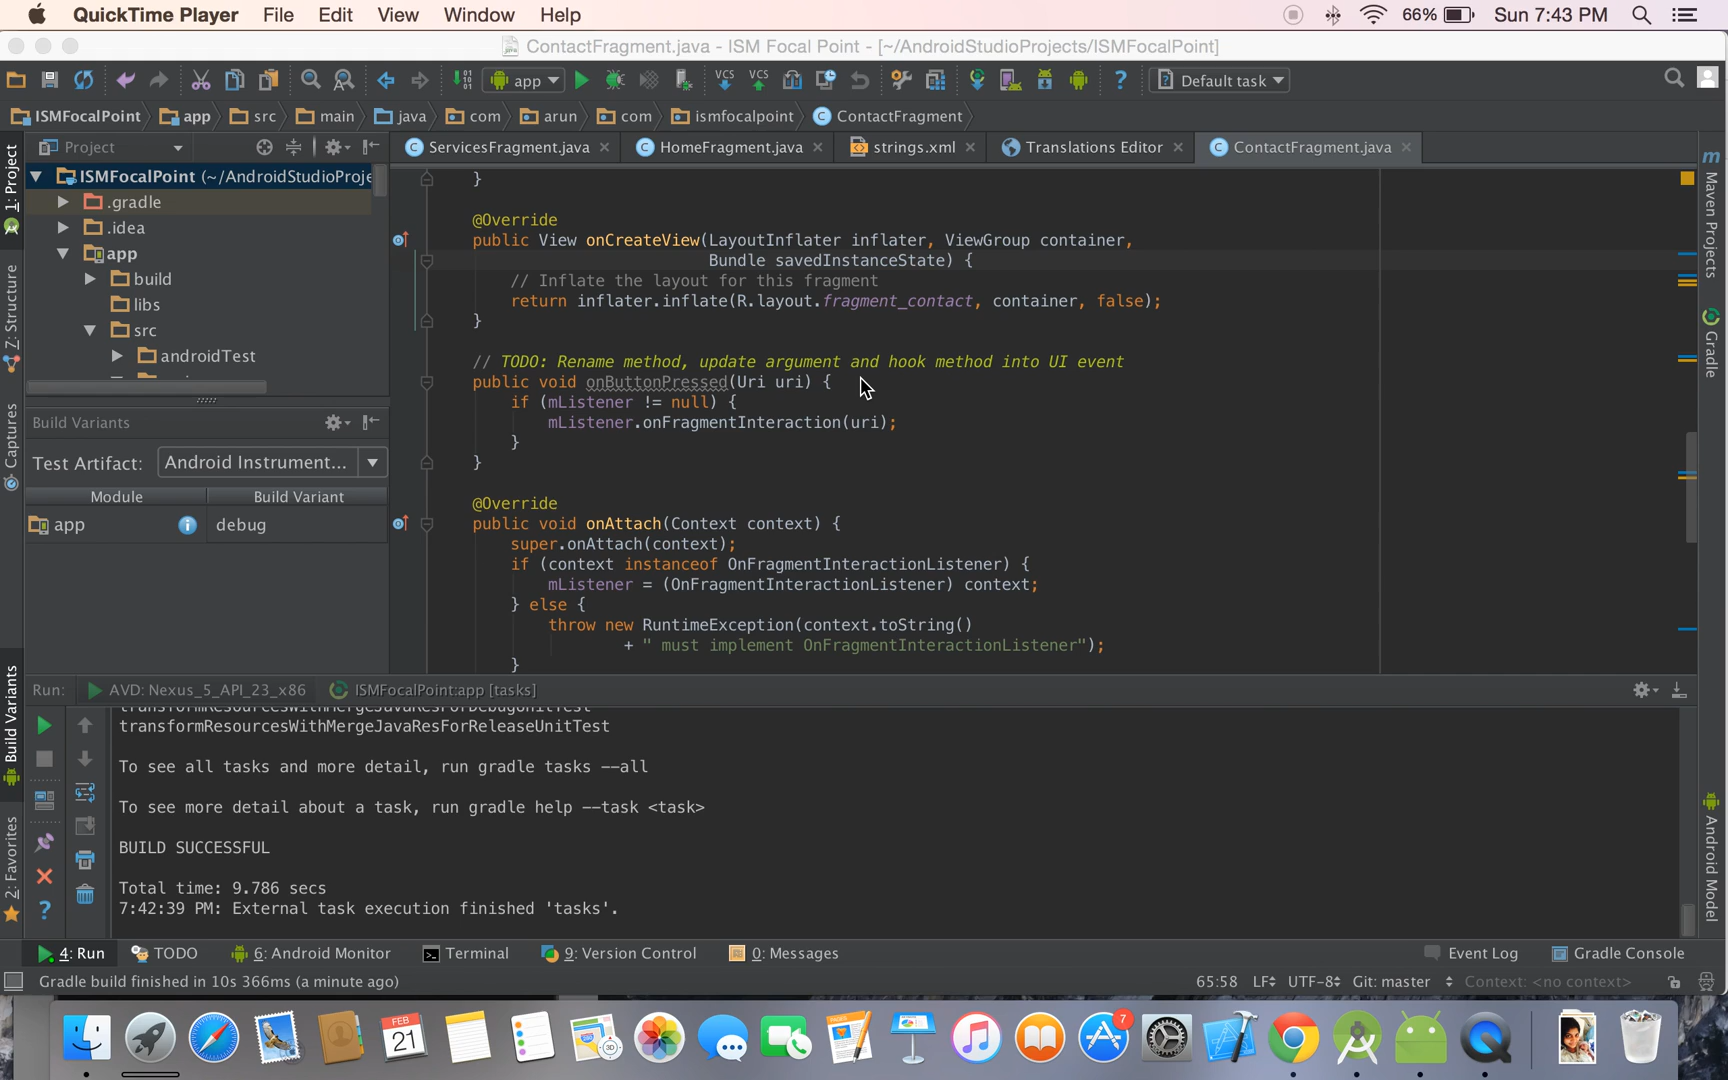 QuickTime Player File Edit View Window Help 66% Sun 7:43 PM
ContactFragment.java - ISM Focal Point - [~/AndroidStudioProjects/ISMFocalPoint]
app VCS VCS ? Default task
ISMFocalPoint app src main java com arun com ismfocalpoint ContactFragment
Project
ServicesFragment.java HomeFragment.java strings.xml Translations Editor ContactFragment.java
1: Project
Z: Structure
Captures
Build Variants
2: Favorites
ISMFocalPoint (~/AndroidStudioProje
.gradle
.idea
app
build
libs
src
androidTest
Build Variants
Test Artifact: Android Instrument...
Module Build Variant
app debug
}
@Override
public View onCreateView(LayoutInflater inflater, ViewGroup container,
Bundle savedInstanceState) {
// Inflate the layout for this fragment
return inflater.inflate(R.layout.fragment_contact, container, false);
}
// TODO: Rename method, update argument and hook method into UI event
public void onButtonPressed(Uri uri) {
if (mListener != null) {
mListener.onFragmentInteraction(uri);
}
}
@Override
public void onAttach(Context context) {
super.onAttach(context);
if (context instanceof OnFragmentInteractionListener) {
mListener = (OnFragmentInteractionListener) context;
} else {
throw new RuntimeException(context.toString()
+ " must implement OnFragmentInteractionListener");
}
Maven Projects
Gradle
Android Model
Run: AVD: Nexus_5_API_23_x86 ISMFocalPoint:app [tasks]
transformResourcesWithMergeJavaResForDebugUnitTest
transformResourcesWithMergeJavaResForReleaseUnitTest
To see all tasks and more detail, run gradle tasks --all
To see more detail about a task, run gradle help --task <task>
BUILD SUCCESSFUL
Total time: 9.786 secs
7:42:39 PM: External task execution finished 'tasks'.
4: Run TODO 6: Android Monitor Terminal 9: Version Control 0: Messages Event Log Gradle Console
Gradle build finished in 10s 366ms (a minute ago) 65:58 LF UTF-8 Git: master Context: <no context>
FEB
21
3D
7